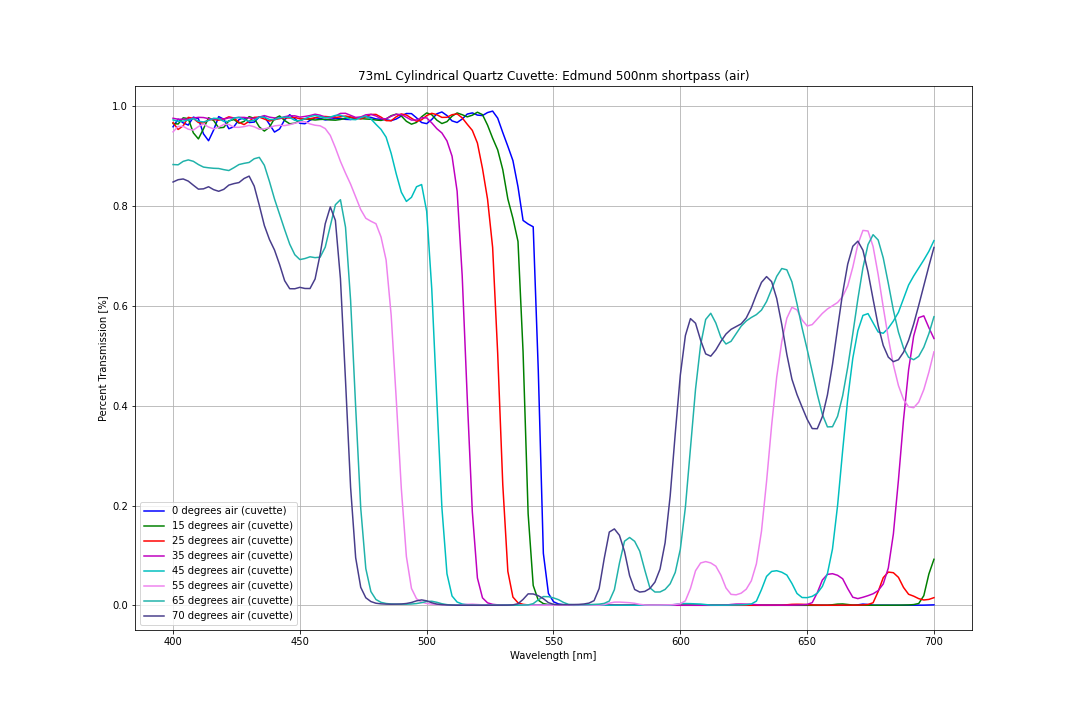 73mL Cylindrical Quartz Cuvette: Edmund 500nm shortpass (air)
1.0
0.8
0.6
0.4
0.2
0.0
Percent Transmission [%]
0 degrees air (cuvette)
15 degrees air (cuvette)
25 degrees air (cuvette)
35 degrees air (cuvette)
45 degrees air (cuvette)
55 degrees air (cuvette)
65 degrees air (cuvette)
70 degrees air (cuvette)
400 450 500 550 600 650 700
Wavelength [nm]